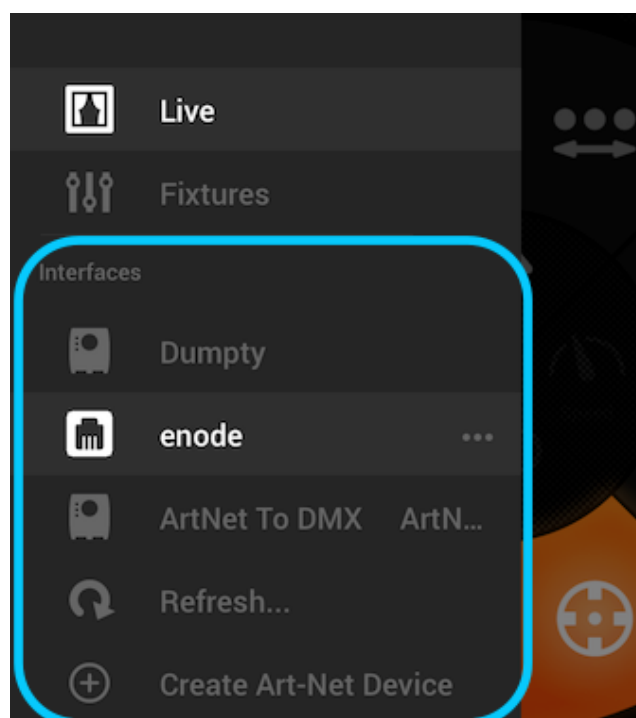 Live
Fixtures
Interfaces
Dumpty
enode
ArtNet To DMX ArtN...
Refresh...
Create Art-Net Device